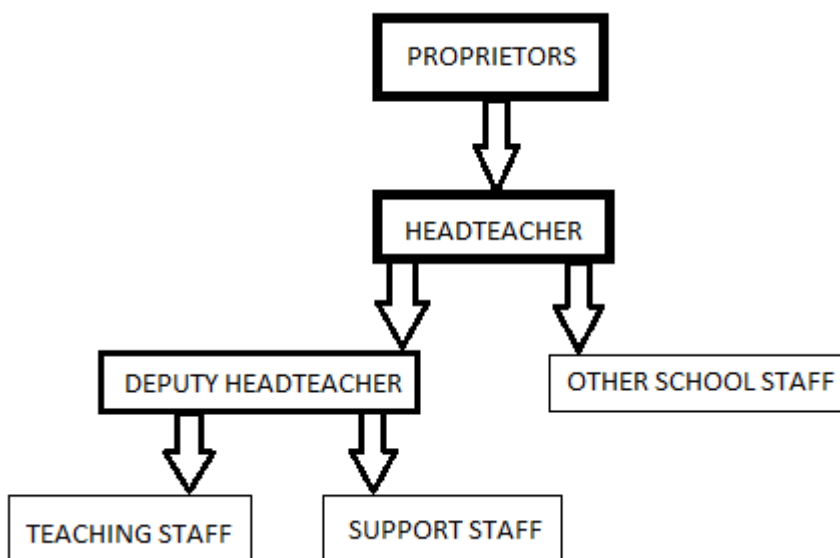 PROPRIETORS
HEADTEACHER
DEPUTY HEADTEACHER
OTHER SCHOOL STAFF
TEACHING STAFF
SUPPORT STAFF